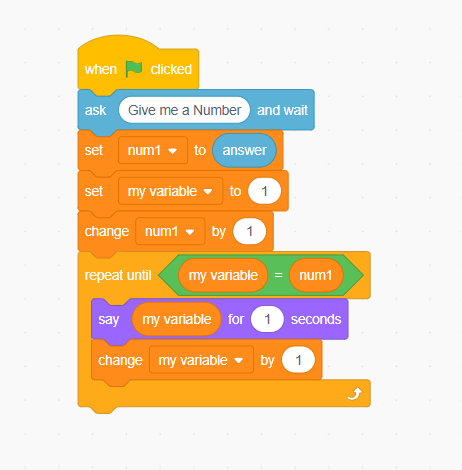 when clicked
ask Give me a Number and wait
set num1 to answer
set my variable to 1
change num1 by 1
repeat until my variable = num1
say my variable for 1 seconds
change my variable by 1